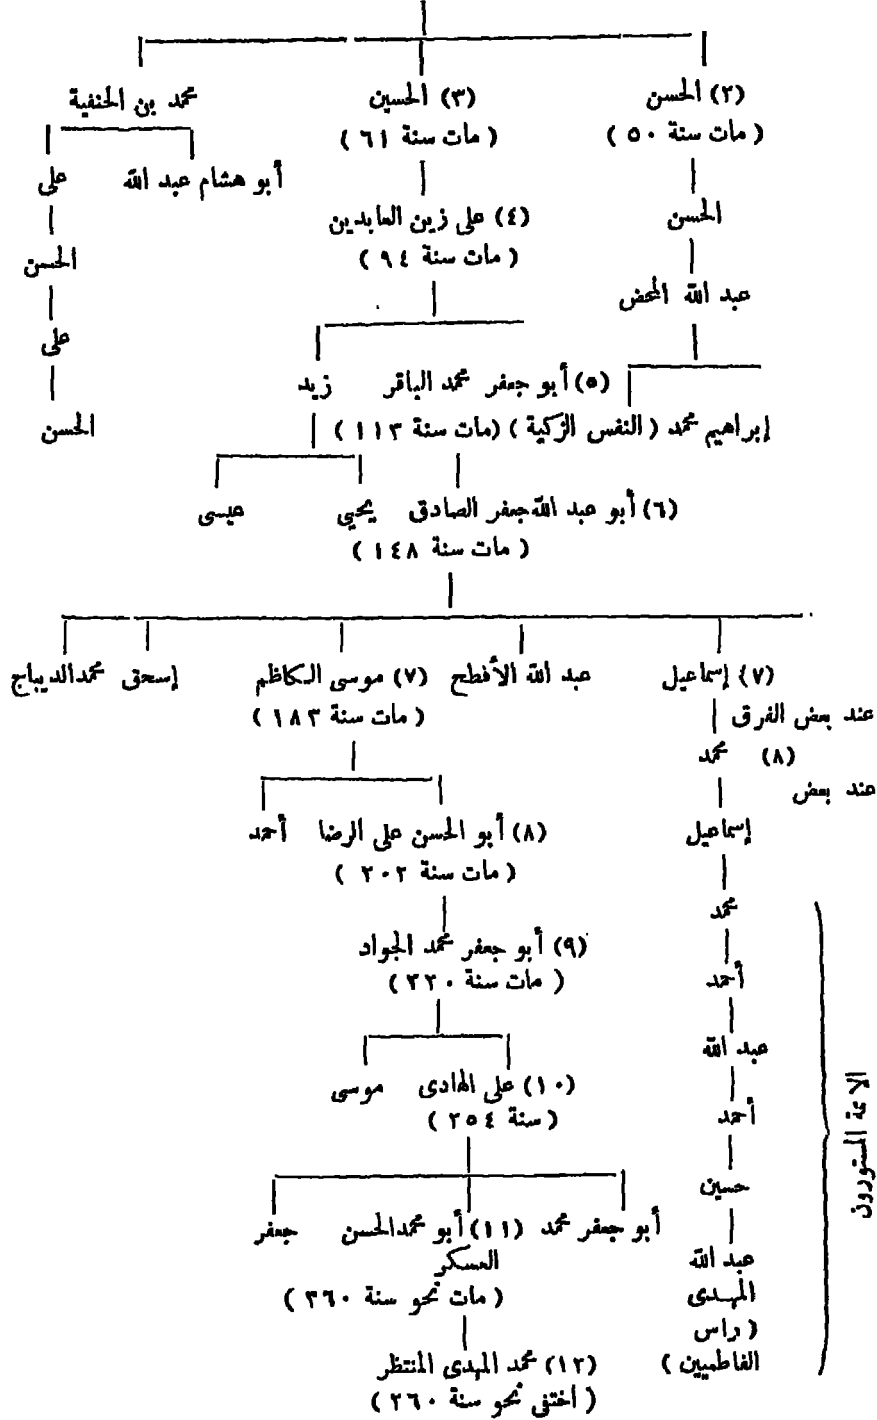 (٢) الحسن (٣) الحسين محمد بن الحنفية
(مات سنة ٥٠) (مات سنة ٦١)
أبو هشام عبد الله على
الحسن (٤) على زين العابدين
(مات سنة ٩٤) الحسن
عبد الله المحض
على
(٥) أبو جعفر محمد الباقر زيد
إبراهيم محمد (النفس الزكية) (مات سنة ١١٣) الحسن
(٦) أبو عبد الله جعفر الصادق يحيى عيسى
(مات سنة ١٤٨)
(٧) إسماعيل عبد الله الأفطح (٧) موسى الكاظم إسحق محمد الديباج
عند بعض الفرق (مات سنة ١٨٣)
(٨) محمد
عند بعض
إسماعيل (٨) أبو الحسن على الرضا أحمد
(مات سنة ٢٠٢)
محمد
(٩) أبو جعفر محمد الجواد
أحمد (مات سنة ٢٢٠)
عبد الله
(١٠) على الهادى موسى
أحمد (سنة ٢٥٤)
حسين
أبو جعفر محمد (١١) أبو محمد الحسن جعفر
عبد الله العسكر
المهدى (مات نحو سنة ٢٦٠)
(راس
الفاطميين) (١٢) محمد المهدى المنتظر
(اختفى نحو سنة ٢٦٠)
الائمة المستورون